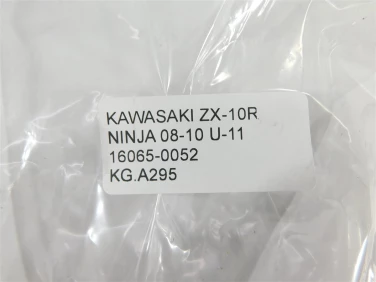 KAWASAKI ZX-10R
NINJA 08-10 U-11
16065-0052
KG.A295